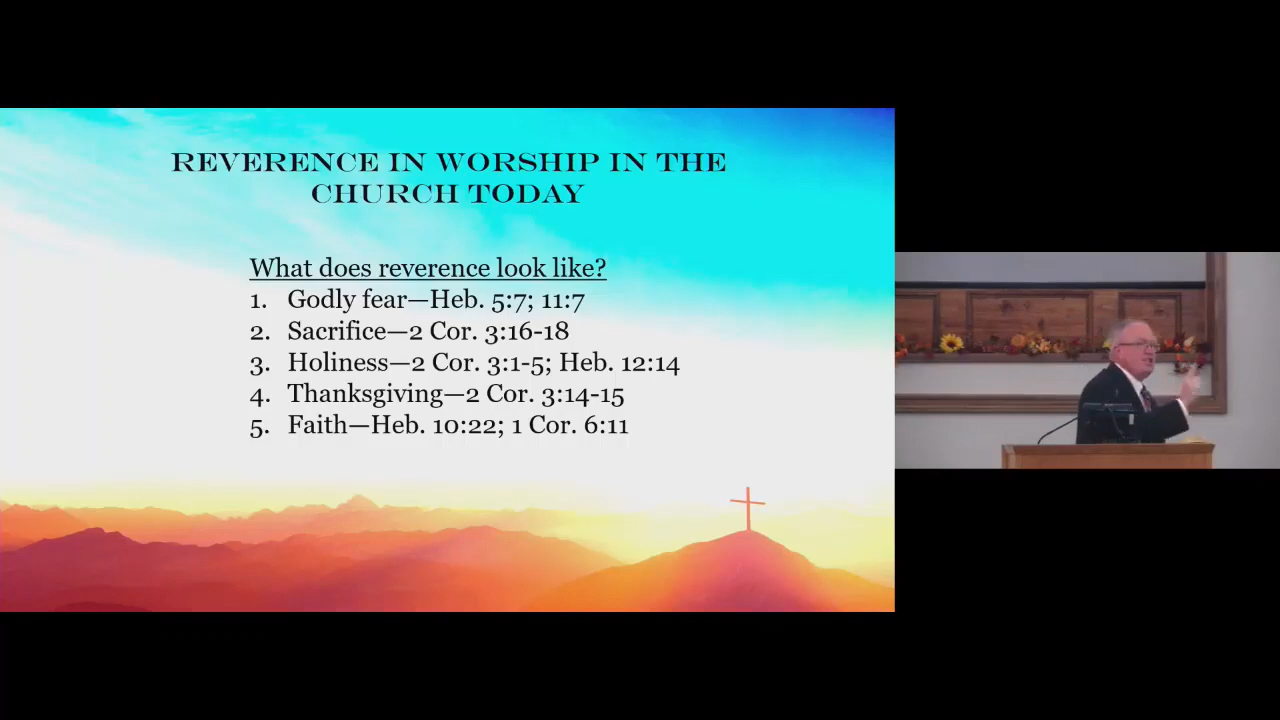 REVERENCE IN WORSHIP IN THE
CHURCH TODAY
What does reverence look like?
1. Godly fear—Heb. 5:7; 11:7
2. Sacrifice—2 Cor. 3:16-18
3. Holiness—2 Cor. 3:1-5; Heb. 12:14
4. Thanksgiving—2 Cor. 3:14-15
5. Faith—Heb. 10:22; 1 Cor. 6:11